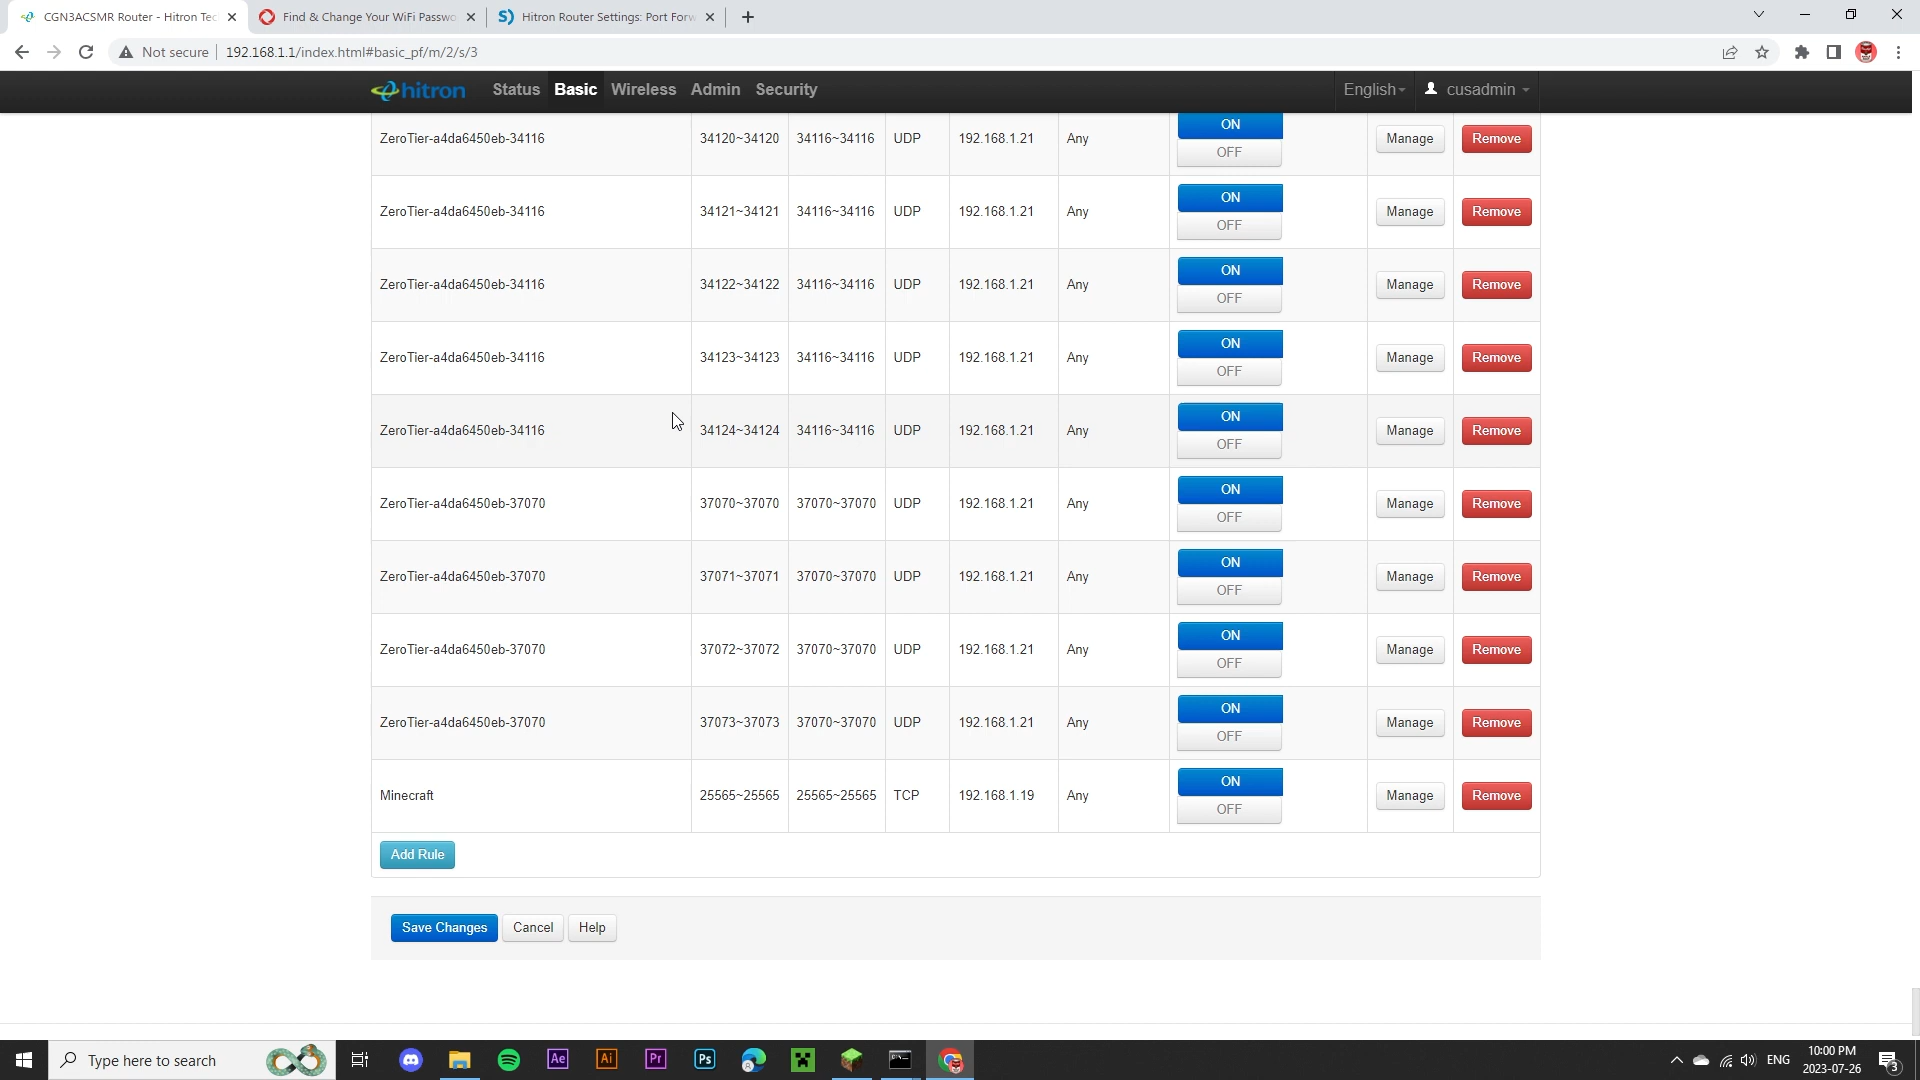 CGN3ACSMR Router - Hitron Tec
Find & Change Your WiFi Passwo
Hitron Router Settings: Port Forw
Not secure
192.168.1.1/index.html#basic_pf/m/2/s/3
hitron Status Basic Wireless Admin Security English cusadmin
ZeroTier-a4da6450eb-34116 34120~34120 34116~34116 UDP 192.168.1.21 Any ON OFF Manage Remove
ZeroTier-a4da6450eb-34116 34121~34121 34116~34116 UDP 192.168.1.21 Any ON OFF Manage Remove
ZeroTier-a4da6450eb-34116 34122~34122 34116~34116 UDP 192.168.1.21 Any ON OFF Manage Remove
ZeroTier-a4da6450eb-34116 34123~34123 34116~34116 UDP 192.168.1.21 Any ON OFF Manage Remove
ZeroTier-a4da6450eb-34116 34124~34124 34116~34116 UDP 192.168.1.21 Any ON OFF Manage Remove
ZeroTier-a4da6450eb-37070 37070~37070 37070~37070 UDP 192.168.1.21 Any ON OFF Manage Remove
ZeroTier-a4da6450eb-37070 37071~37071 37070~37070 UDP 192.168.1.21 Any ON OFF Manage Remove
ZeroTier-a4da6450eb-37070 37072~37072 37070~37070 UDP 192.168.1.21 Any ON OFF Manage Remove
ZeroTier-a4da6450eb-37070 37073~37073 37070~37070 UDP 192.168.1.21 Any ON OFF Manage Remove
Minecraft 25565~25565 25565~25565 TCP 192.168.1.19 Any ON OFF Manage Remove
Add Rule
Save Changes Cancel Help
Type here to search
Ae Ai Pr Ps
ENG
10:00 PM
2023-07-26
3